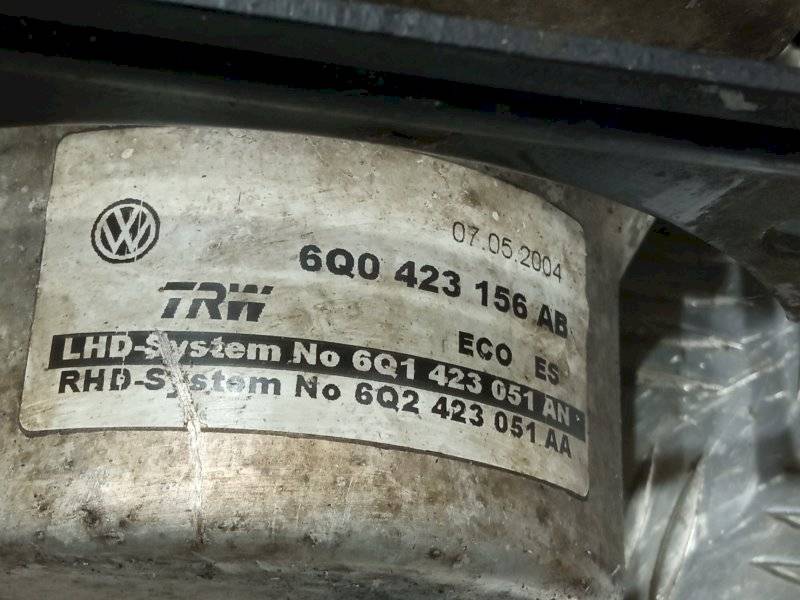 07.05.2004
VW
6Q0 423 156 AB
TRW
ECO ES
LHD-System No 6Q1 423 051 AN
RHD-System No 6Q2 423 051 AA